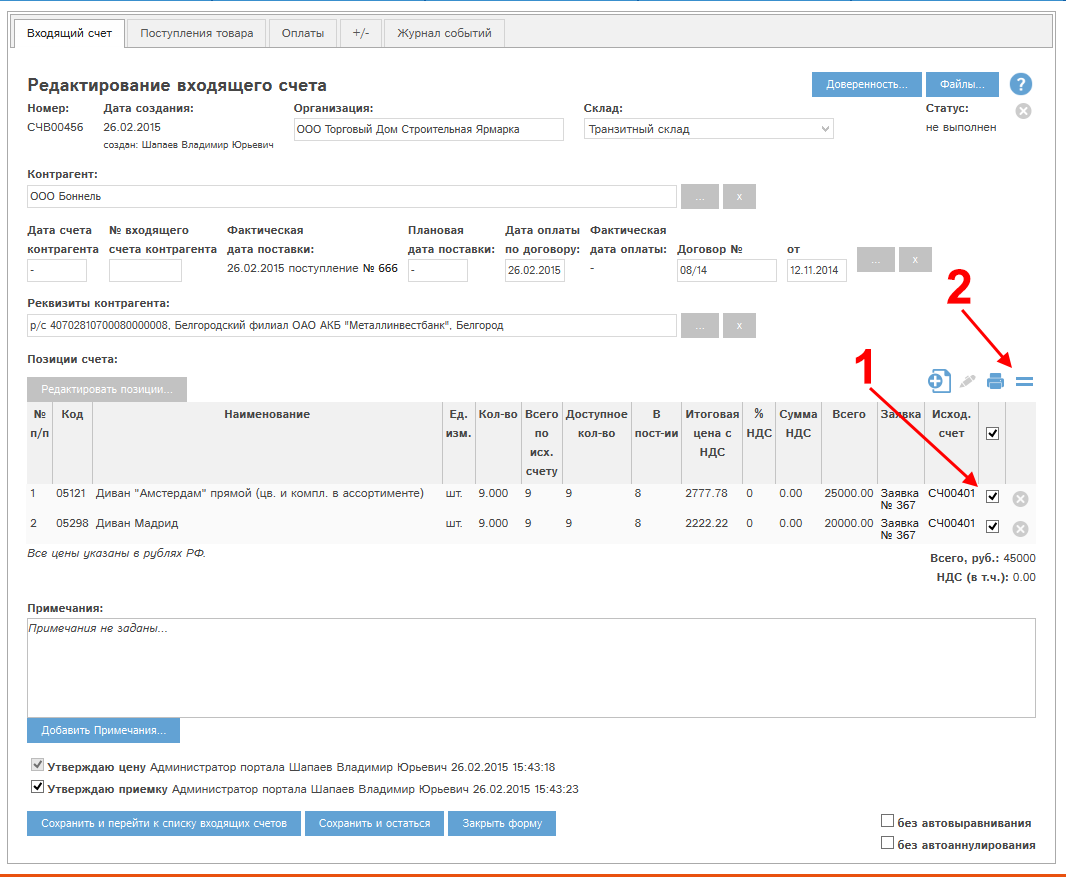 Входящий счет Поступления товара Оплаты +/- Журнал событий
Редактирование входящего счета Доверенность... Файлы... ?
Номер: Дата создания: Организация: Склад: Статус:
СЧВ00456 26.02.2015 ООО Торговый Дом Строительная Ярмарка Транзитный склад не выполнен
создан: Шапаев Владимир Юрьевич
Контрагент:
ООО Боннель ... x
Дата счета № входящего Фактическая Плановая Дата оплаты Фактическая
контрагента счета контрагента дата поставки: дата поставки: по договору: дата оплаты: Договор № от
- 26.02.2015 поступление № 666 - 26.02.2015 - 08/14 12.11.2014 ... x
2
Реквизиты контрагента:
р/с 40702810700080000008, Белгородский филиал ОАО АКБ "Металлинвестбанк", Белгород ... x
Позиции счета:
1
Редактировать позиции...
№ Код Наименование Ед. Кол-во Всего Доступное В Итоговая % Сумма Всего Заявка Исход.
п/п изм. по кол-во пост-ии цена с НДС НДС счет
исх. НДС
счету
1 05121 Диван "Амстердам" прямой (цв. и компл. в ассортименте) шт. 9.000 9 9 8 2777.78 0 0.00 25000.00 Заявка СЧ00401
№ 367
2 05298 Диван Мадрид шт. 9.000 9 9 8 2222.22 0 0.00 20000.00 Заявка СЧ00401
№ 367
Все цены указаны в рублях РФ.
Всего, руб.: 45000
НДС (в т.ч.): 0.00
Примечания:
Примечания не заданы...
Добавить Примечания...
Утверждаю цену Администратор портала Шапаев Владимир Юрьевич 26.02.2015 15:43:18
Утверждаю приемку Администратор портала Шапаев Владимир Юрьевич 26.02.2015 15:43:23
Сохранить и перейти к списку входящих счетов Сохранить и остаться Закрыть форму
без автовыравнивания
без автоаннулирования